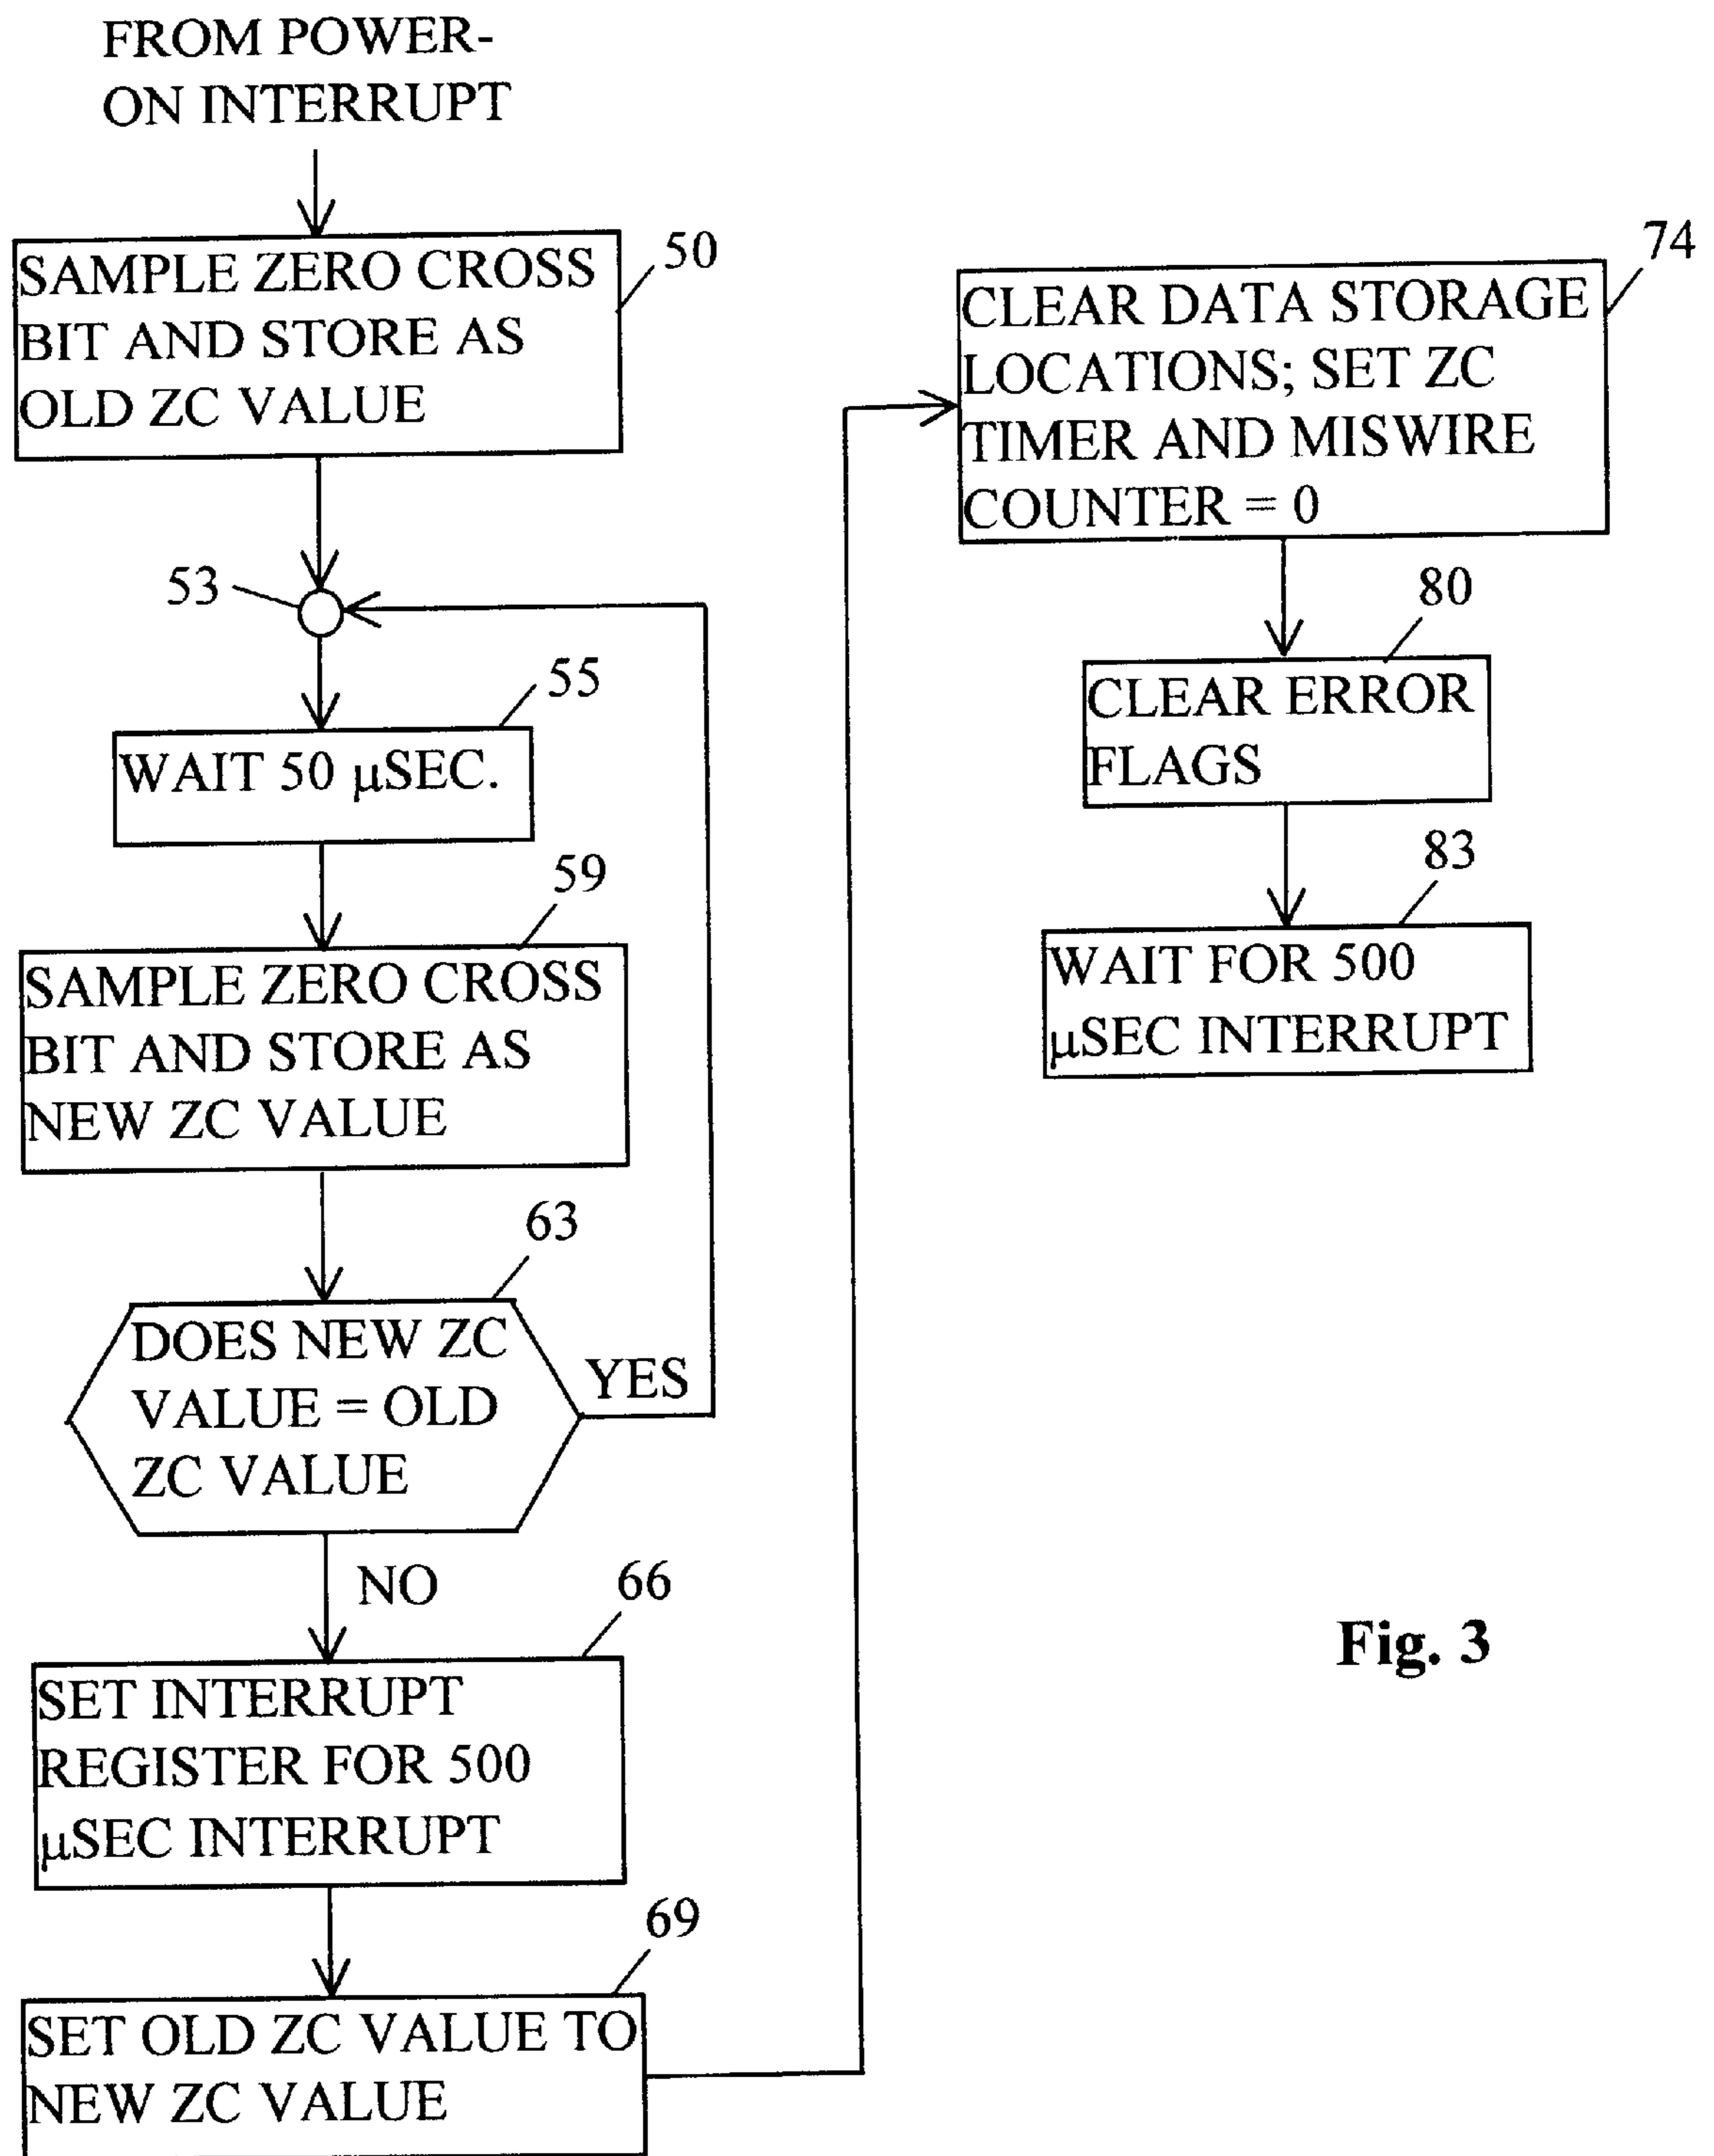 FROM POWER-
ON INTERRUPT
SAMPLE ZERO CROSS
BIT AND STORE AS
OLD ZC VALUE
50
53
WAIT 50 µSEC.
55
SAMPLE ZERO CROSS
BIT AND STORE AS
NEW ZC VALUE
59
DOES NEW ZC
VALUE = OLD
ZC VALUE
63
YES
NO
SET INTERRUPT
REGISTER FOR 500
µSEC INTERRUPT
66
SET OLD ZC VALUE TO
NEW ZC VALUE
69
CLEAR DATA STORAGE
LOCATIONS; SET ZC
TIMER AND MISWIRE
COUNTER = 0
74
CLEAR ERROR
FLAGS
80
WAIT FOR 500
µSEC INTERRUPT
83
Fig. 3